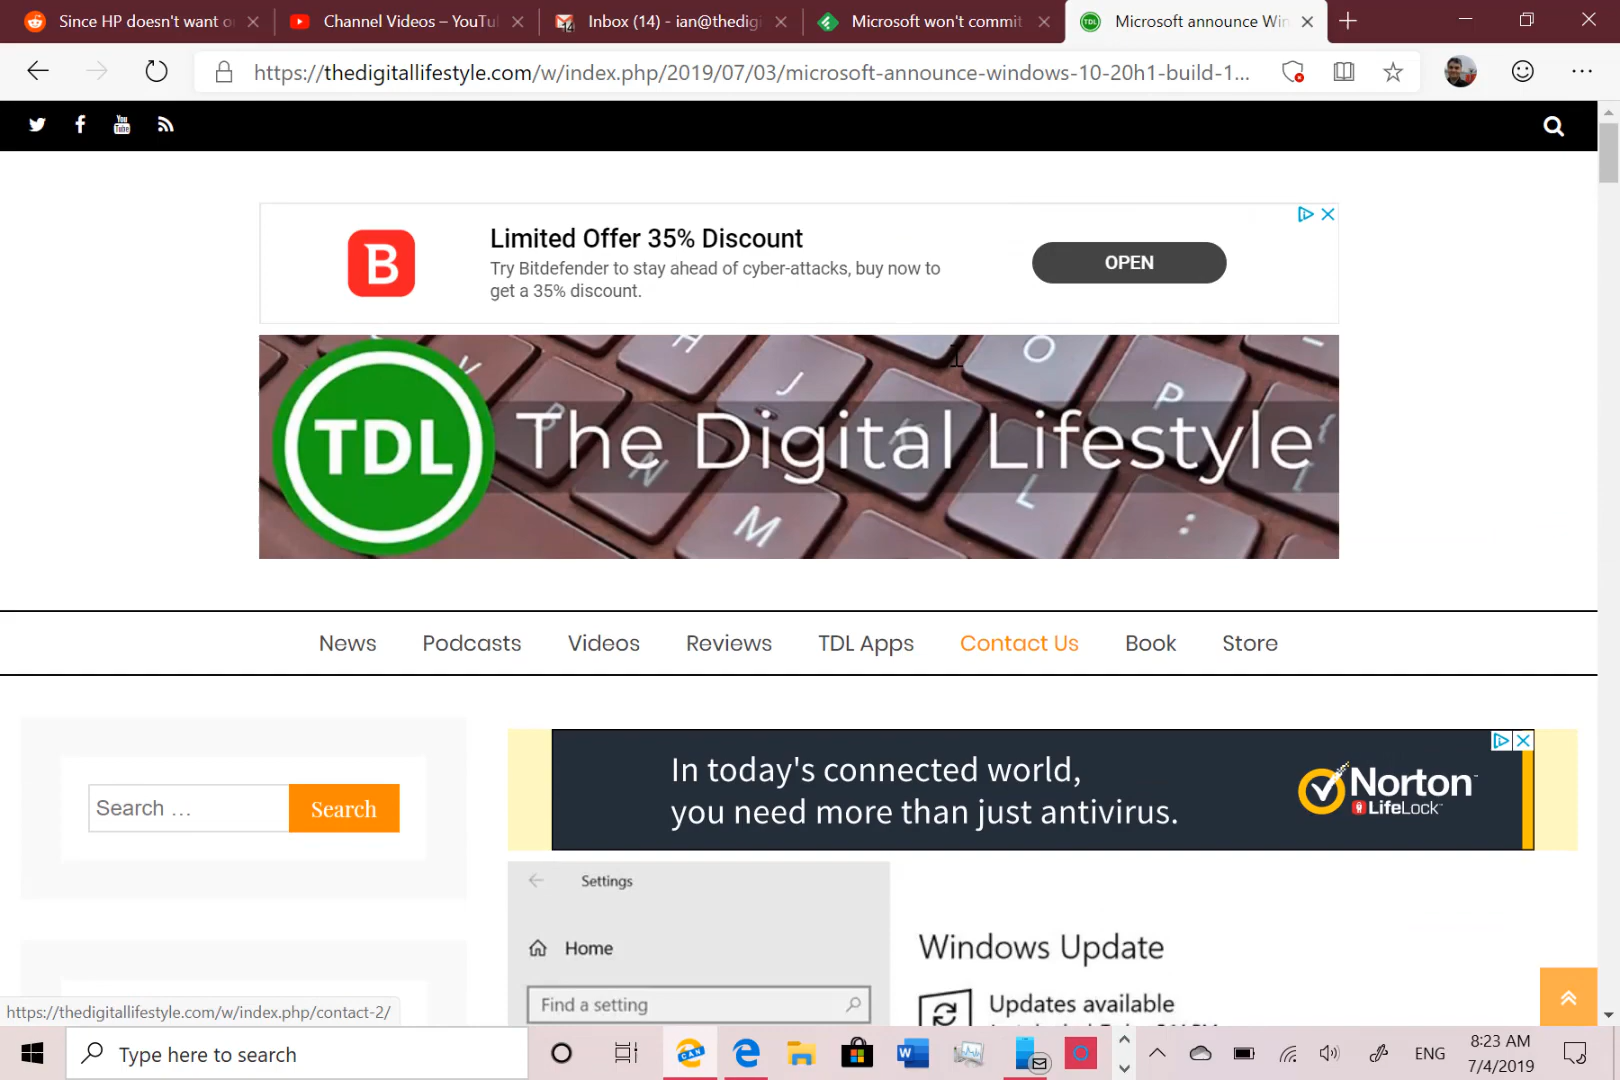 Since HP doesn't want o
Channel Videos – YouTu
Inbox (14) - ian@thedigi
Microsoft won't commit
Microsoft announce Win
https://thedigitallifestyle.com/w/index.php/2019/07/03/microsoft-announce-windows-10-20h1-build-1...
You
Tube
B
Limited Offer 35% Discount
Try Bitdefender to stay ahead of cyber-attacks, buy now to
get a 35% discount.
OPEN
TDL The Digital Lifestyle
News Podcasts Videos Reviews TDL Apps Contact Us Book Store
Search …
Search
In today's connected world,
you need more than just antivirus.
Norton
LifeLock
Settings
Home
Find a setting
Windows Update
Updates available
https://thedigitallifestyle.com/w/index.php/contact-2/
Type here to search
CAN
ENG
8:23 AM
7/4/2019